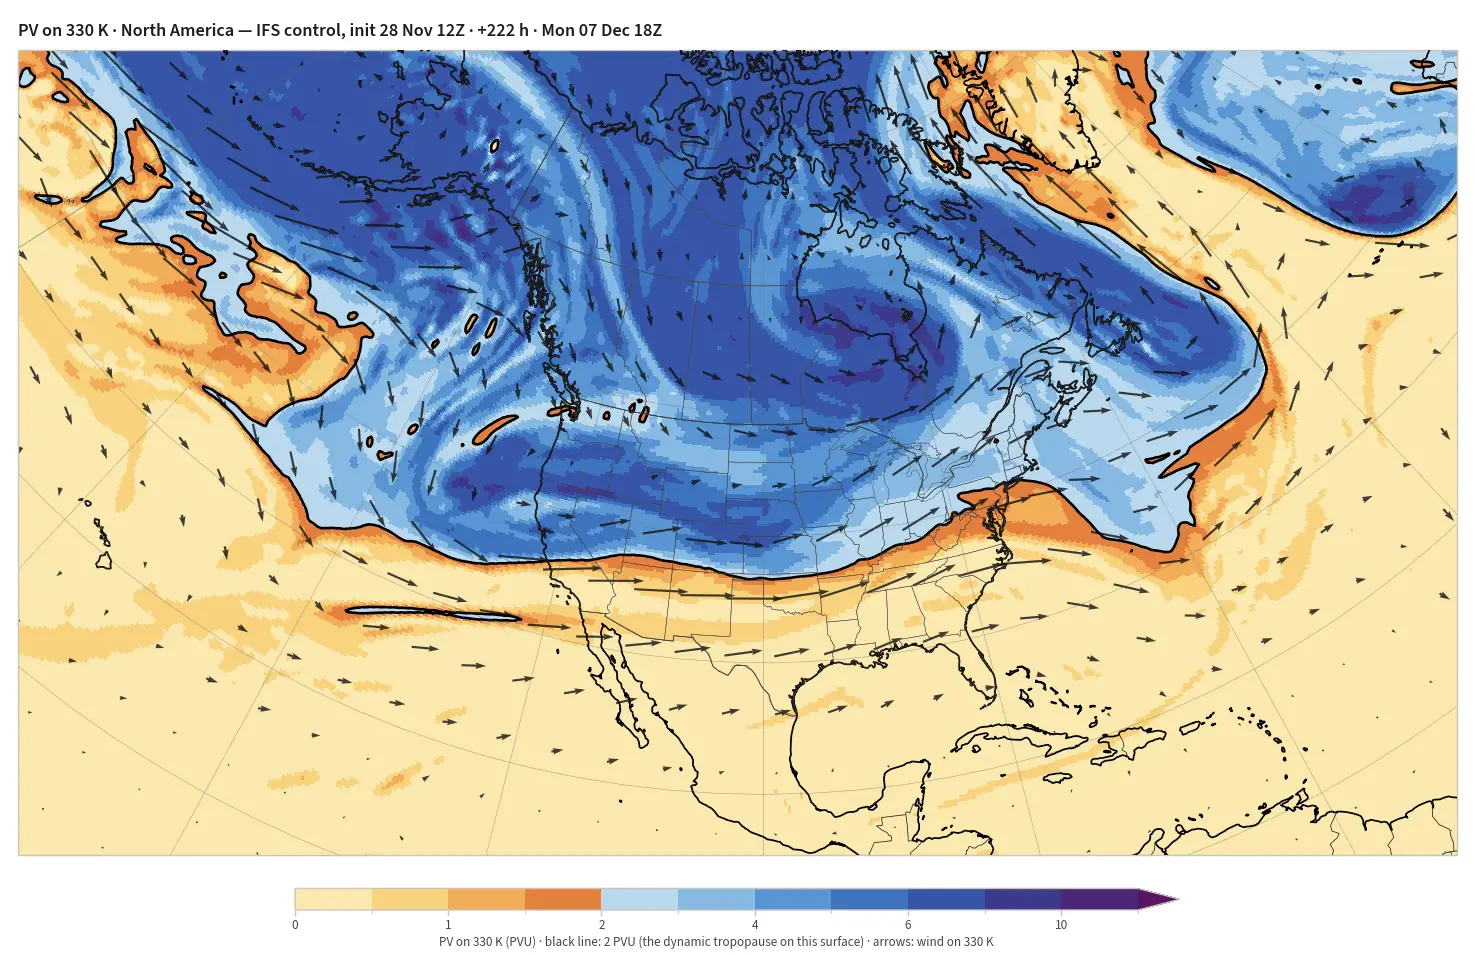 PV on 330 K · North America — IFS control, init 28 Nov 12Z · +222 h · Mon 07 Dec 18Z
0 1 2 4 6 10
PV on 330 K (PVU) · black line: 2 PVU (the dynamic tropopause on this surface) · arrows: wind on 330 K